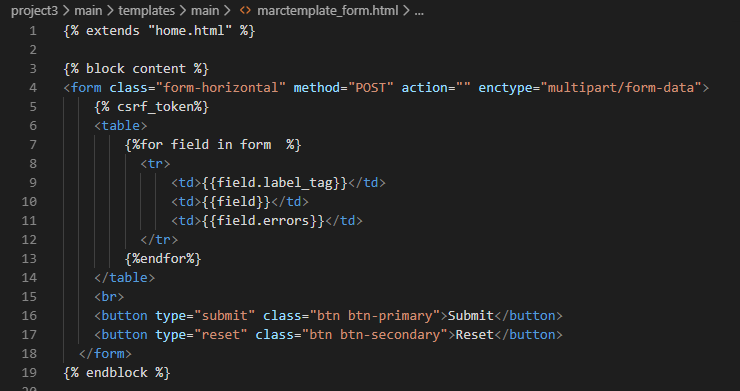 project3 > main > templates > main > <> marctemplate_form.html > ...
1 {% extends "home.html" %}
2
3 {% block content %}
4 <form class="form-horizontal" method="POST" action="" enctype="multipart/form-data">
5     {% csrf_token%}
6     <table>
7         {%for field in form  %}
8           <tr>
9               <td>{{field.label_tag}}</td>
10               <td>{{field}}</td>
11               <td>{{field.errors}}</td>
12           </tr>
13         {%endfor%}
14     </table>
15     <br>
16     <button type="submit" class="btn btn-primary">Submit</button>
17     <button type="reset" class="btn btn-secondary">Reset</button>
18   </form>
19 {% endblock %}
20